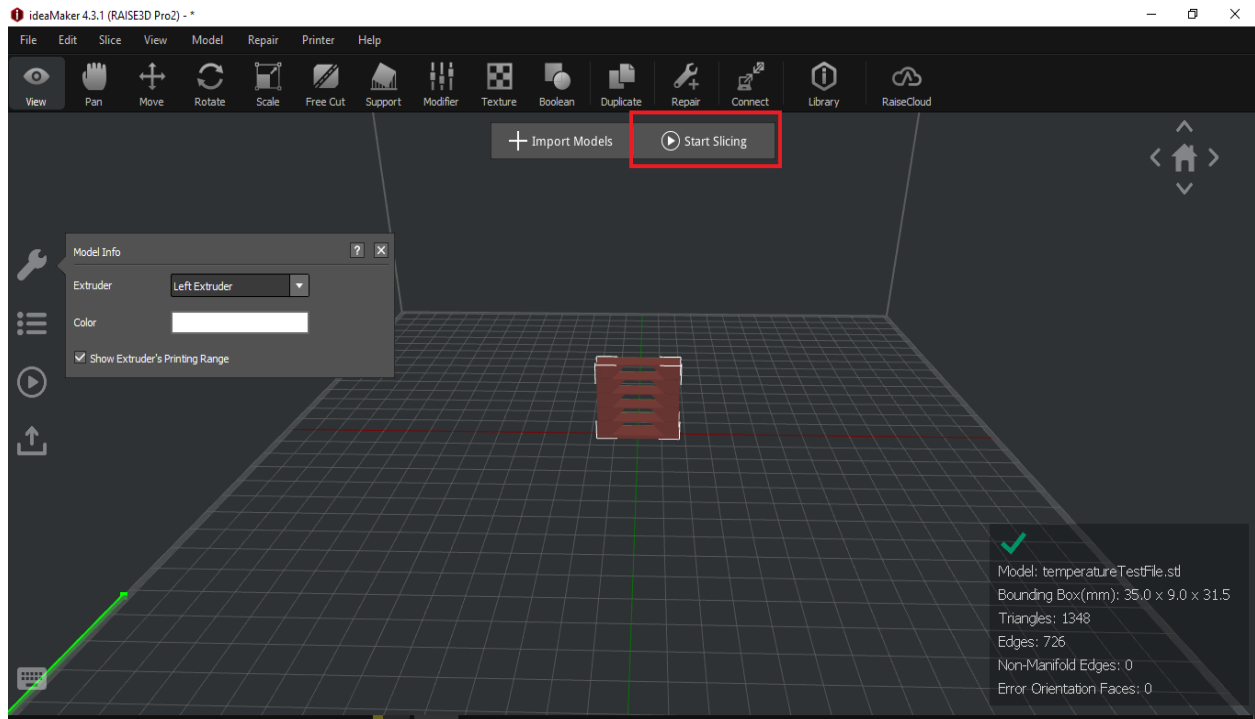 ideaMaker 4.3.1 (RAISE3D Pro2) - *
File Edit Slice View Model Repair Printer Help
View Pan Move Rotate Scale Free Cut Support Modifier Texture Boolean Duplicate Repair Connect Library RaiseCloud
Import Models Start Slicing
Model Info ?
Extruder Left Extruder
Color
Show Extruder's Printing Range
Model: temperatureTestFile.stl
Bounding Box(mm): 35.0 x 9.0 x 31.5
Triangles: 1348
Edges: 726
Non-Manifold Edges: 0
Error Orientation Faces: 0